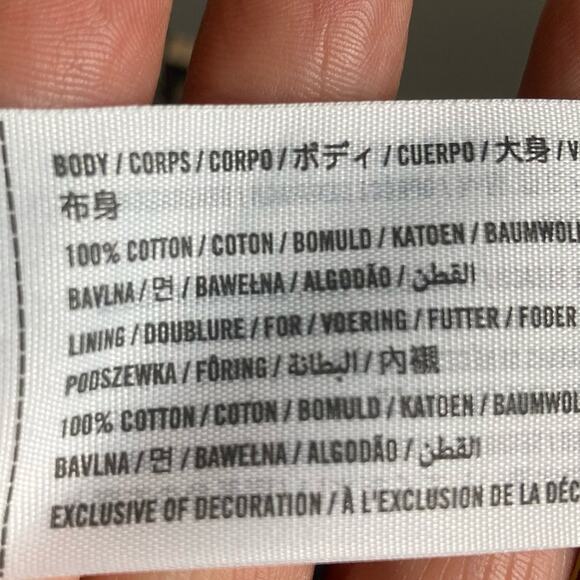 BODY / CORPS / CORPO / ボディ / CUERPO / 大身 / V
布身
100% COTTON / COTON / BOMULD / KATOEN / BAUMWOLL
BAVLNA / 면 / BAWEŁNA / ALGODÃO / القطن
LINING / DOUBLURE / FOR / VOERING / FUTTER / FODER
PODSZEWKA / FÔRING / البطانة / 內襯
100% COTTON / COTON / BOMULD / KATOEN / BAUMWOL
BAVLNA / 면 / BAWEŁNA / ALGODÃO / القطن
EXCLUSIVE OF DECORATION / À L'EXCLUSION DE LA DÉC